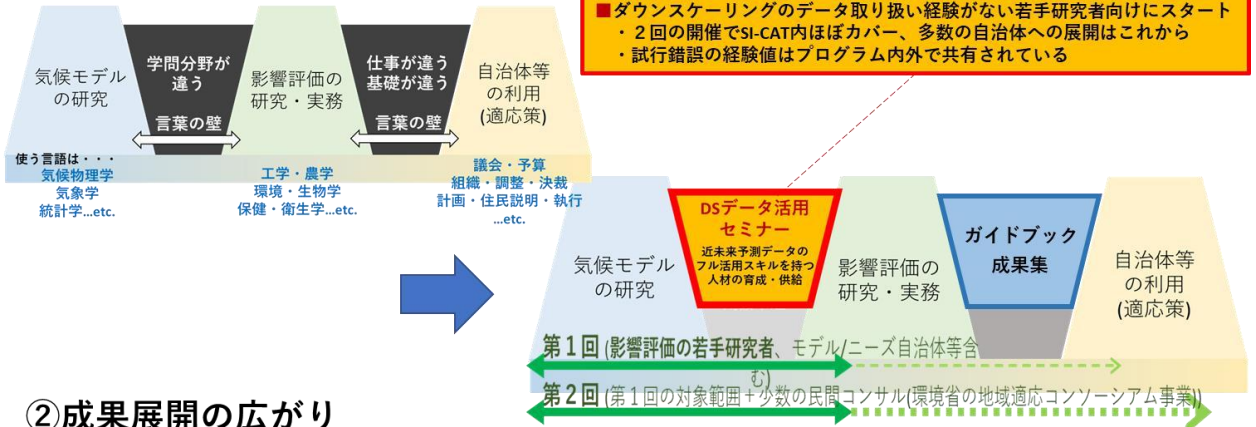 ■ダウンスケーリングのデータ取り扱い経験がない若手研究者向けにスタート
・２回の開催でSI-CAT内ほぼカバー、多数の自治体への展開はこれから
・試行錯誤の経験値はプログラム内外で共有されている
気候モデル
の研究
学問分野が
違う
言葉の壁
影響評価の
研究・実務
仕事が違う
基礎が違う
言葉の壁
自治体等
の利用
(適応策)
使う言語は・・・
気候物理学
気象学
統計学...etc.
工学・農学
環境・生物学
保健・衛生学...etc.
議会・予算
組織・調整・決裁
計画・住民説明・執行
...etc.
気候モデル
の研究
DSデータ活用
セミナー
近未来予測データの
フル活用スキルを持つ
人材の育成・供給
影響評価の
研究・実務
ガイドブック
成果集
自治体等
の利用
(適応策)
第１回 (影響評価の若手研究者、モデル/ニーズ自治体等含
む)
第２回 (第１回の対象範囲＋少数の民間コンサル(環境省の地域適応コンソーシアム事業))
②成果展開の広がり